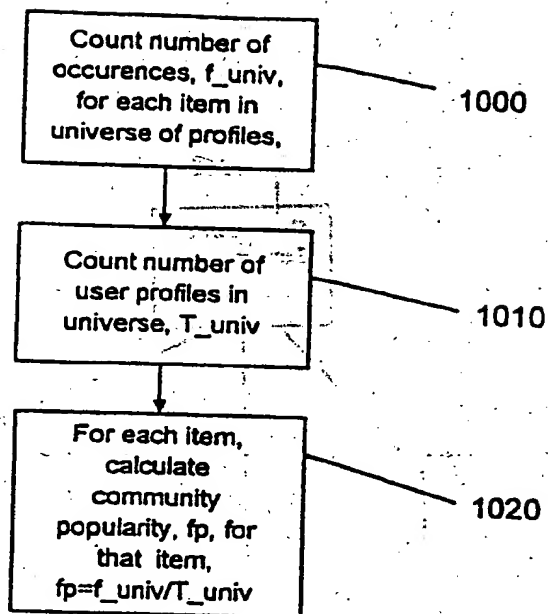 Count number of
occurences, f_univ,
for each item in
universe of profiles,
1000
Count number of
user profiles in
universe, T_univ
1010
For each item,
calculate
community
popularity, fp, for
that item,
fp=f_univ/T_univ
1020